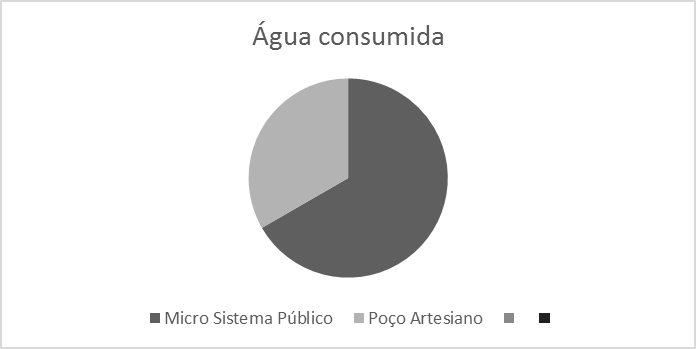 Água consumida
Micro Sistema Público Poço Artesiano